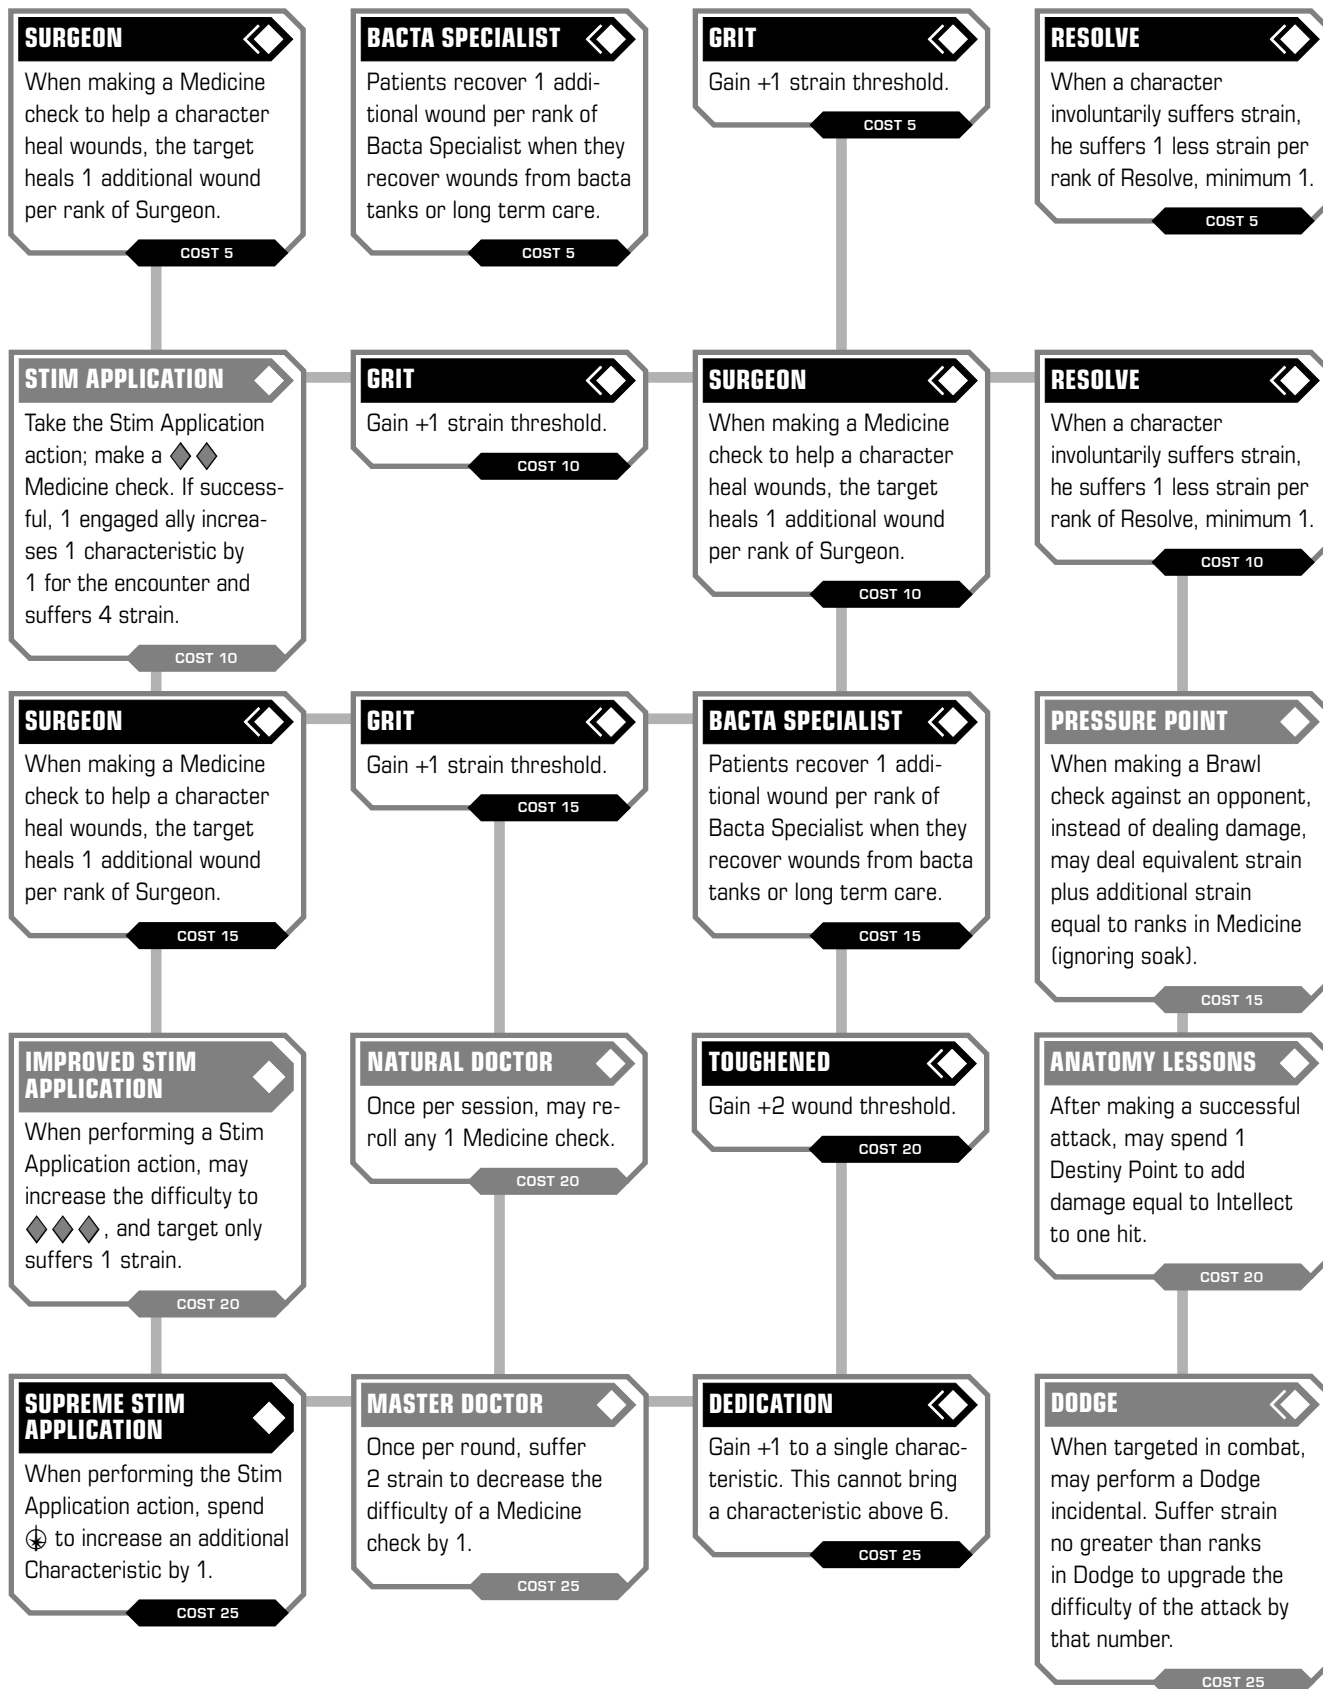 SURGEON
When making a Medicine
check to help a character
heal wounds, the target
heals 1 additional wound
per rank of Surgeon.
COST 5
BACTA SPECIALIST
Patients recover 1 addi-
tional wound per rank of
Bacta Specialist when they
recover wounds from bacta
tanks or long term care.
COST 5
GRIT
Gain +1 strain threshold.
COST 5
RESOLVE
When a character
involuntarily suffers strain,
he suffers 1 less strain per
rank of Resolve, minimum 1.
COST 5
STIM APPLICATION
Take the Stim Application
action; make a
Medicine check. If success-
ful, 1 engaged ally increa-
ses 1 characteristic by
1 for the encounter and
suffers 4 strain.
COST 10
GRIT
Gain +1 strain threshold.
COST 10
SURGEON
When making a Medicine
check to help a character
heal wounds, the target
heals 1 additional wound
per rank of Surgeon.
COST 10
RESOLVE
When a character
involuntarily suffers strain,
he suffers 1 less strain per
rank of Resolve, minimum 1.
COST 10
SURGEON
When making a Medicine
check to help a character
heal wounds, the target
heals 1 additional wound
per rank of Surgeon.
COST 15
GRIT
Gain +1 strain threshold.
COST 15
BACTA SPECIALIST
Patients recover 1 addi-
tional wound per rank of
Bacta Specialist when they
recover wounds from bacta
tanks or long term care.
COST 15
PRESSURE POINT
When making a Brawl
check against an opponent,
instead of dealing damage,
may deal equivalent strain
plus additional strain
equal to ranks in Medicine
(ignoring soak).
COST 15
IMPROVED STIM
APPLICATION
When performing a Stim
Application action, may
increase the difficulty to
, and target only
suffers 1 strain.
COST 20
NATURAL DOCTOR
Once per session, may re-
roll any 1 Medicine check.
COST 20
TOUGHENED
Gain +2 wound threshold.
COST 20
ANATOMY LESSONS
After making a successful
attack, may spend 1
Destiny Point to add
damage equal to Intellect
to one hit.
COST 20
SUPREME STIM
APPLICATION
When performing the Stim
Application action, spend
to increase an additional
Characteristic by 1.
COST 25
MASTER DOCTOR
Once per round, suffer
2 strain to decrease the
difficulty of a Medicine
check by 1.
COST 25
DEDICATION
Gain +1 to a single charac-
teristic. This cannot bring
a characteristic above 6.
COST 25
DODGE
When targeted in combat,
may perform a Dodge
incidental. Suffer strain
no greater than ranks
in Dodge to upgrade the
difficulty of the attack by
that number.
COST 25